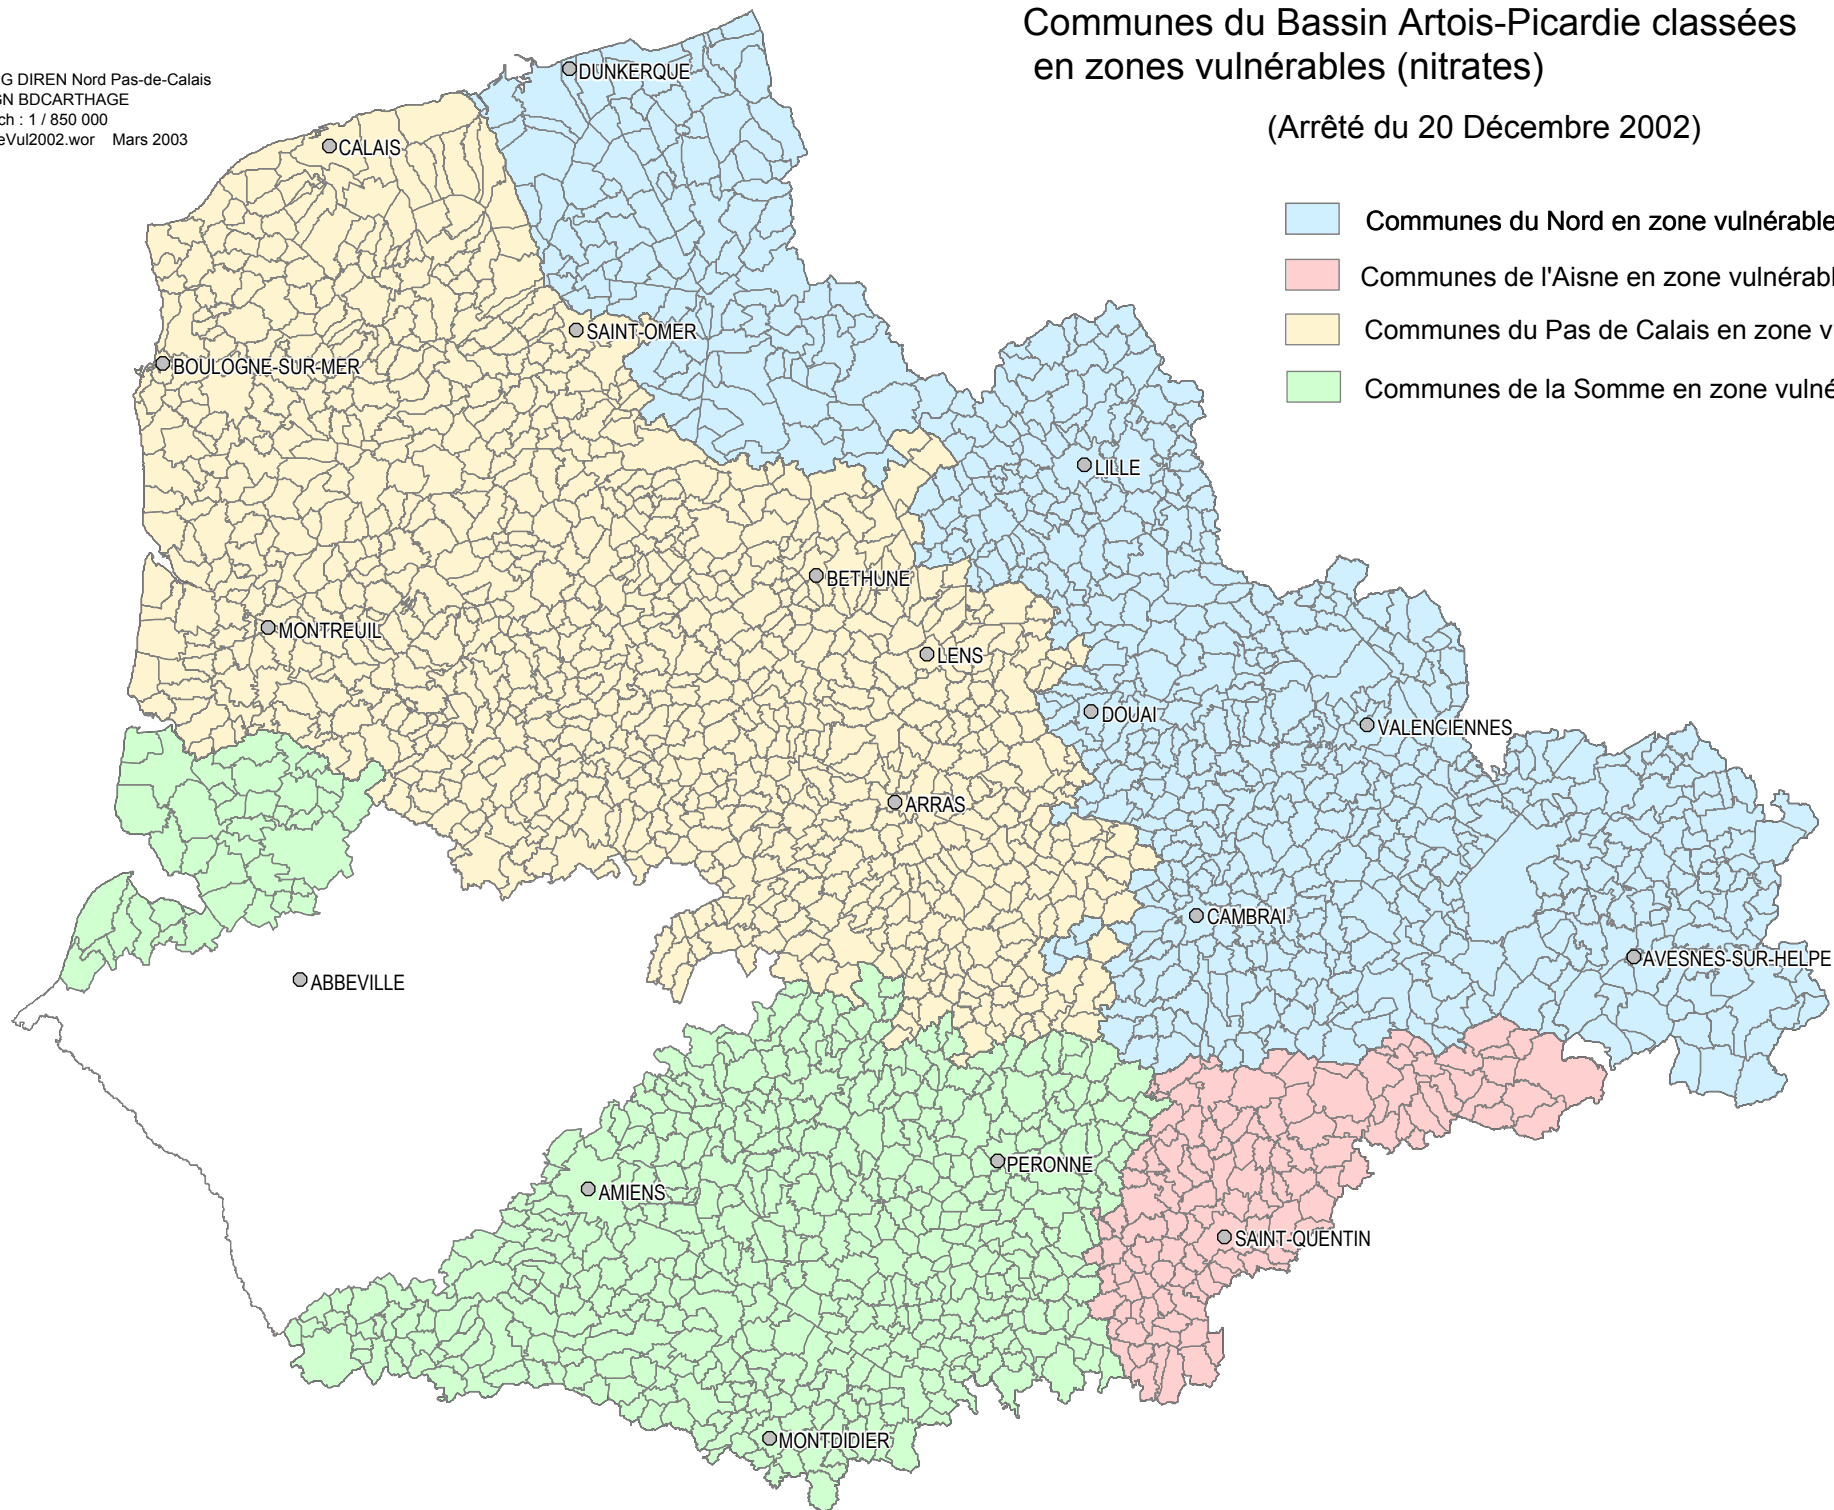 Communes du Bassin Artois-Picardie classées
en zones vulnérables (nitrates)
(Arrêté du 20 Décembre 2002)
G DIREN Nord Pas-de-Calais
GN BDCARTHAGE
ch : 1 / 850 000
eVul2002.wor Mars 2003
Communes du Nord en zone vulnérable
Communes de l'Aisne en zone vulnérabl
Communes du Pas de Calais en zone v
Communes de la Somme en zone vulné
DUNKERQUE
CALAIS
SAINT-OMER
BOULOGNE-SUR-MER
LILLE
BETHUNE
MONTREUIL
LENS
DOUAI
VALENCIENNES
ARRAS
CAMBRAI
AVESNES-SUR-HELPE
ABBEVILLE
PERONNE
AMIENS
SAINT-QUENTIN
MONTDIDIER